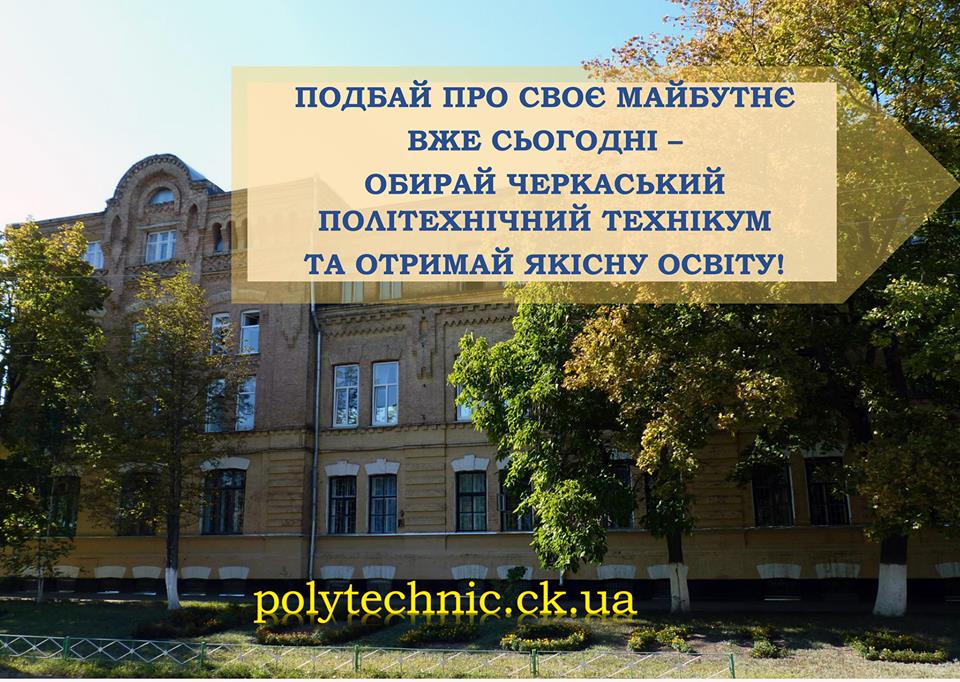 ПОДБАЙ ПРО СВОЄ МАЙБУТНЄ
ВЖЕ СЬОГОДНІ –
ОБИРАЙ ЧЕРКАСЬКИЙ
ПОЛІТЕХНІЧНИЙ ТЕХНІКУМ
ТА ОТРИМАЙ ЯКІСНУ ОСВІТУ!
polytechnic.ck.ua